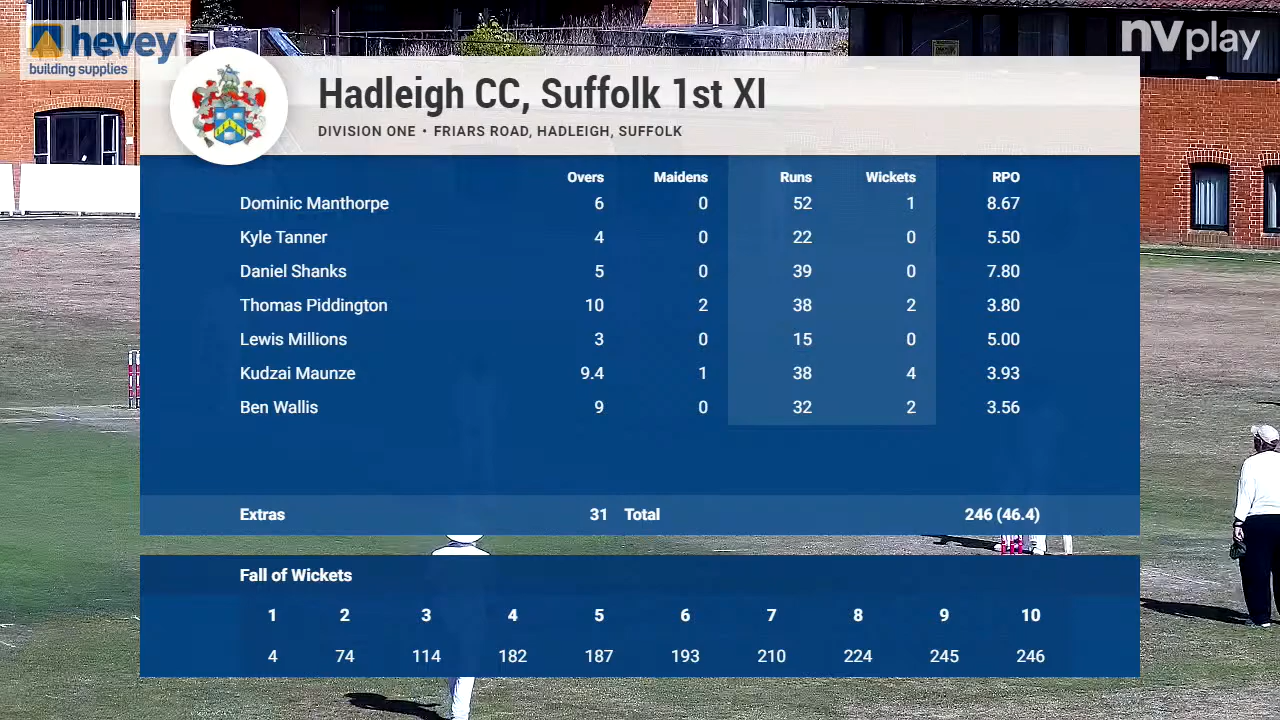 hevey
building supplies
nvplay
Hadleigh CC, Suffolk 1st XI
DIVISION ONE • FRIARS ROAD, HADLEIGH, SUFFOLK
Overs Maidens Runs Wickets RPO
Dominic Manthorpe 6 0 52 1 8.67
Kyle Tanner 4 0 22 0 5.50
Daniel Shanks 5 0 39 0 7.80
Thomas Piddington 10 2 38 2 3.80
Lewis Millions 3 0 15 0 5.00
Kudzai Maunze 9.4 1 38 4 3.93
Ben Wallis 9 0 32 2 3.56
Extras 31 Total 246 (46.4)
Fall of Wickets
1 2 3 4 5 6 7 8 9 10
4 74 114 182 187 193 210 224 245 246